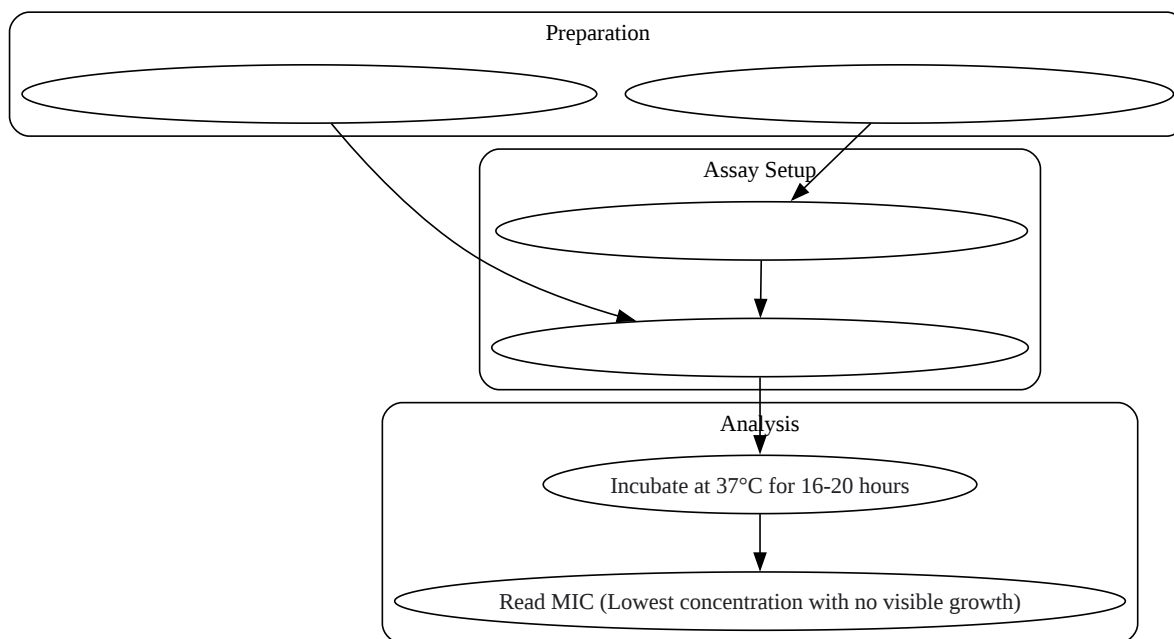 Preparation
Assay Setup
Analysis
Incubate at 37°C for 16-20 hours
Read MIC (Lowest concentration with no visible growth)